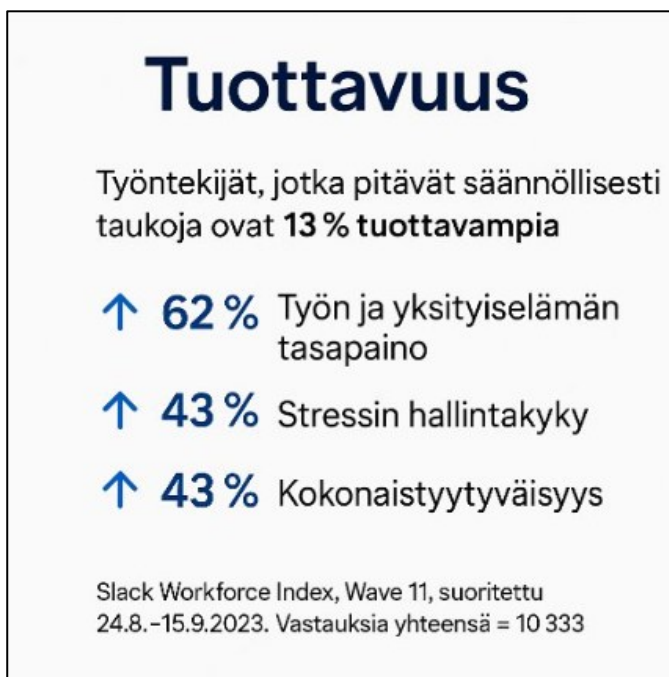 Tuottavuus
Työntekijät, jotka pitävät säännöllisesti
taukoja ovat 13 % tuottavampia
↑ 62 % Työn ja yksityiselämän
tasapaino
↑ 43 % Stressin hallintakyky
↑ 43 % Kokonaistyytyväisyys
Slack Workforce Index, Wave 11, suoritettu
24.8.–15.9.2023. Vastauksia yhteensä = 10 333